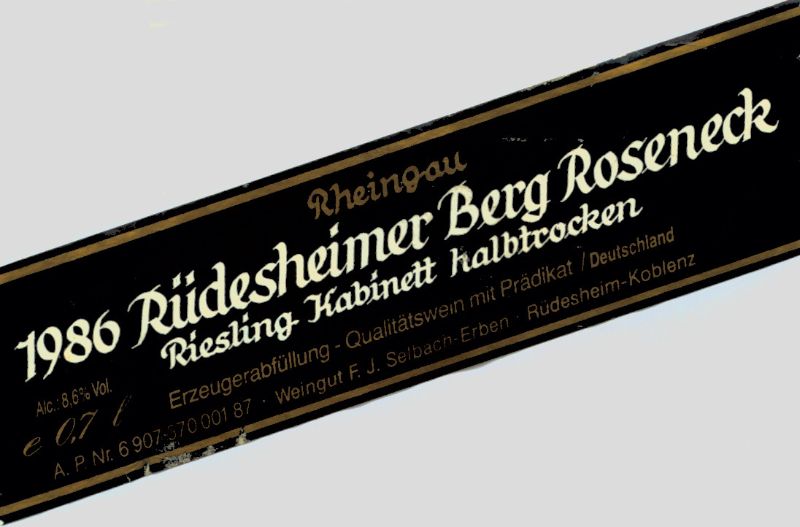 Rheingau
1986 Rüdesheimer Berg Roseneck
Riesling Kabinett halbtrocken
Erzeugerabfüllung - Qualitätswein mit Prädikat / Deutschland
Alc.: 8,6% Vol.
e 0,7 l
A. P. Nr. 6 907 370 001 87 · Weingut F. J. Selbach-Erben · Rüdesheim-Koblenz